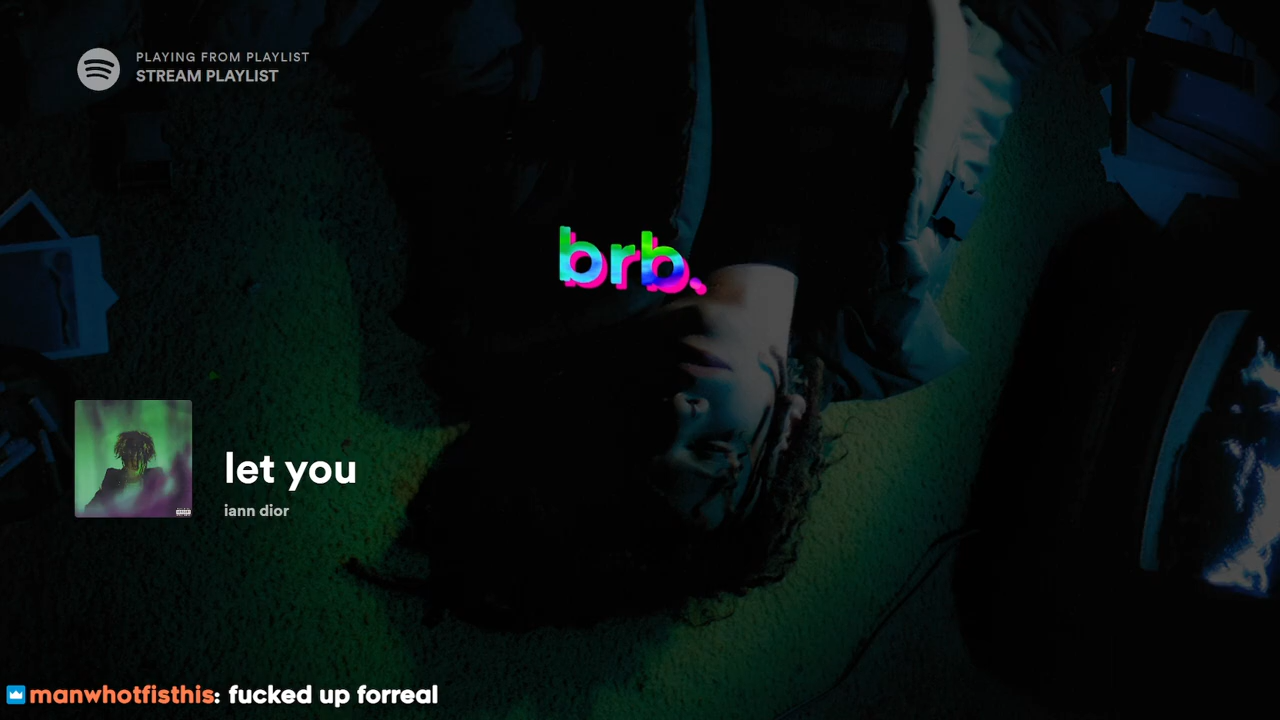 PLAYING FROM PLAYLIST
STREAM PLAYLIST
brb.
let you
iann dior
manwhotfisthis: fucked up forreal